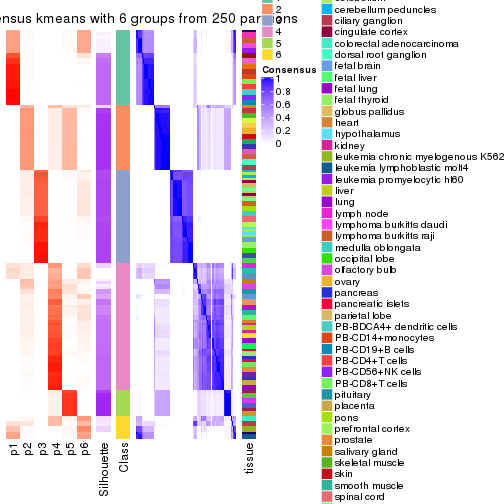 ensus kmeans with 6 groups from 250 par
ons
2
4
5
6
Consensus
1
0.8
0.6
0.4
0.2
0
p1
p2
p3
p4
p5
p6
Silhouette
Class
tissue
cerebellum peduncles
ciliary ganglion
cingulate cortex
colorectal adenocarcinoma
dorsal root ganglion
fetal brain
fetal liver
fetal lung
fetal thyroid
globus pallidus
heart
hypothalamus
kidney
leukemia chronic myelogenous K562
leukemia lymphoblastic molt4
leukemia promyelocytic hl60
liver
lung
lymph node
lymphoma burkitts daudi
lymphoma burkitts raji
medulla oblongata
occipital lobe
olfactory bulb
ovary
pancreas
pancreatic islets
parietal lobe
PB-BDCA4+ dendritic cells
PB-CD14+monocytes
PB-CD19+B cells
PB-CD4+T cells
PB-CD56+NK cells
PB-CD8+T cells
pituitary
placenta
pons
prefrontal cortex
prostate
salivary gland
skeletal muscle
skin
smooth muscle
spinal cord